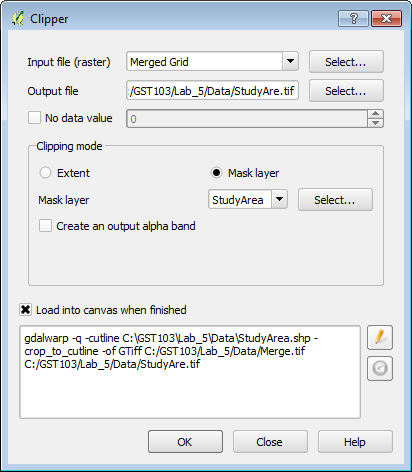 Clipper
Input file (raster) Merged Grid Select...
Output file :/GST103/Lab_5/Data/StudyAre.tif Select...
No data value 0
Clipping mode
Extent Mask layer
Mask layer StudyArea Select...
Create an output alpha band
Load into canvas when finished
gdalwarp -q -cutline C:\GST103\Lab_5\Data\StudyArea.shp -
crop_to_cutline -of GTiff C:/GST103/Lab_5/Data/Merge.tif
C:/GST103/Lab_5/Data/StudyAre.tif
OK Close Help